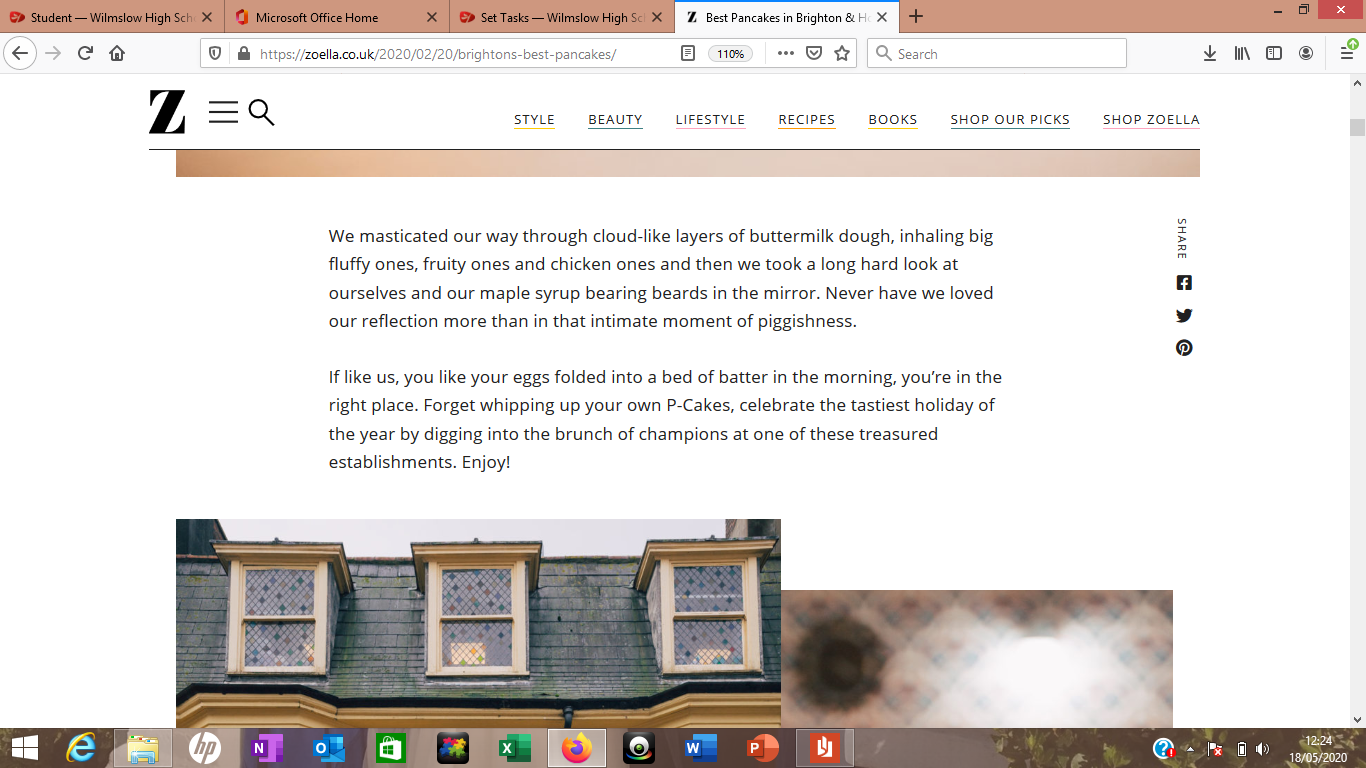 Student — Wilmslow High Sch
Microsoft Office Home
Set Tasks — Wilmslow High Sc
Best Pancakes in Brighton & H
https://zoella.co.uk/2020/02/20/brightons-best-pancakes/
110%
Search
Z
STYLE
BEAUTY
LIFESTYLE
RECIPES
BOOKS
SHOP OUR PICKS
SHOP ZOELLA
We masticated our way through cloud-like layers of buttermilk dough, inhaling big
fluffy ones, fruity ones and chicken ones and then we took a long hard look at
ourselves and our maple syrup bearing beards in the mirror. Never have we loved
our reflection more than in that intimate moment of piggishness.
SHARE
If like us, you like your eggs folded into a bed of batter in the morning, you’re in the
right place. Forget whipping up your own P-Cakes, celebrate the tastiest holiday of
the year by digging into the brunch of champions at one of these treasured
establishments. Enjoy!
12:24
18/05/2020